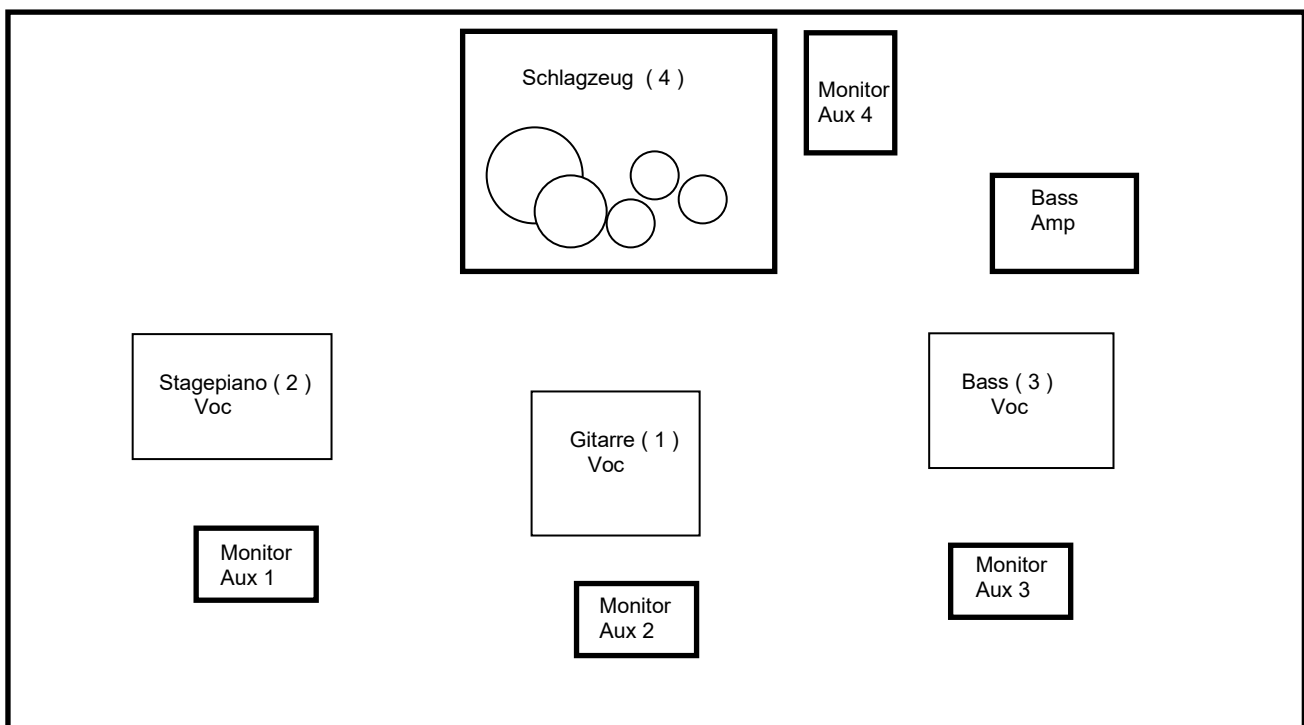 Schlagzeug ( 4 )
Monitor
Aux 4
Bass
Amp
Stagepiano ( 2 )
Voc
Gitarre ( 1 )
Voc
Bass ( 3 )
Voc
Monitor
Aux 1
Monitor
Aux 2
Monitor
Aux 3